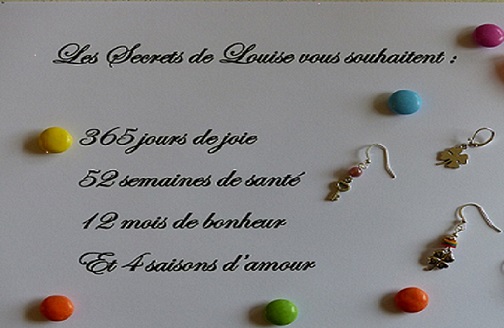 Les Secrets de Louise vous souhaitent :
365 jours de joie
52 semaines de santé
12 mois de bonheur
Et 4 saisons d'amour